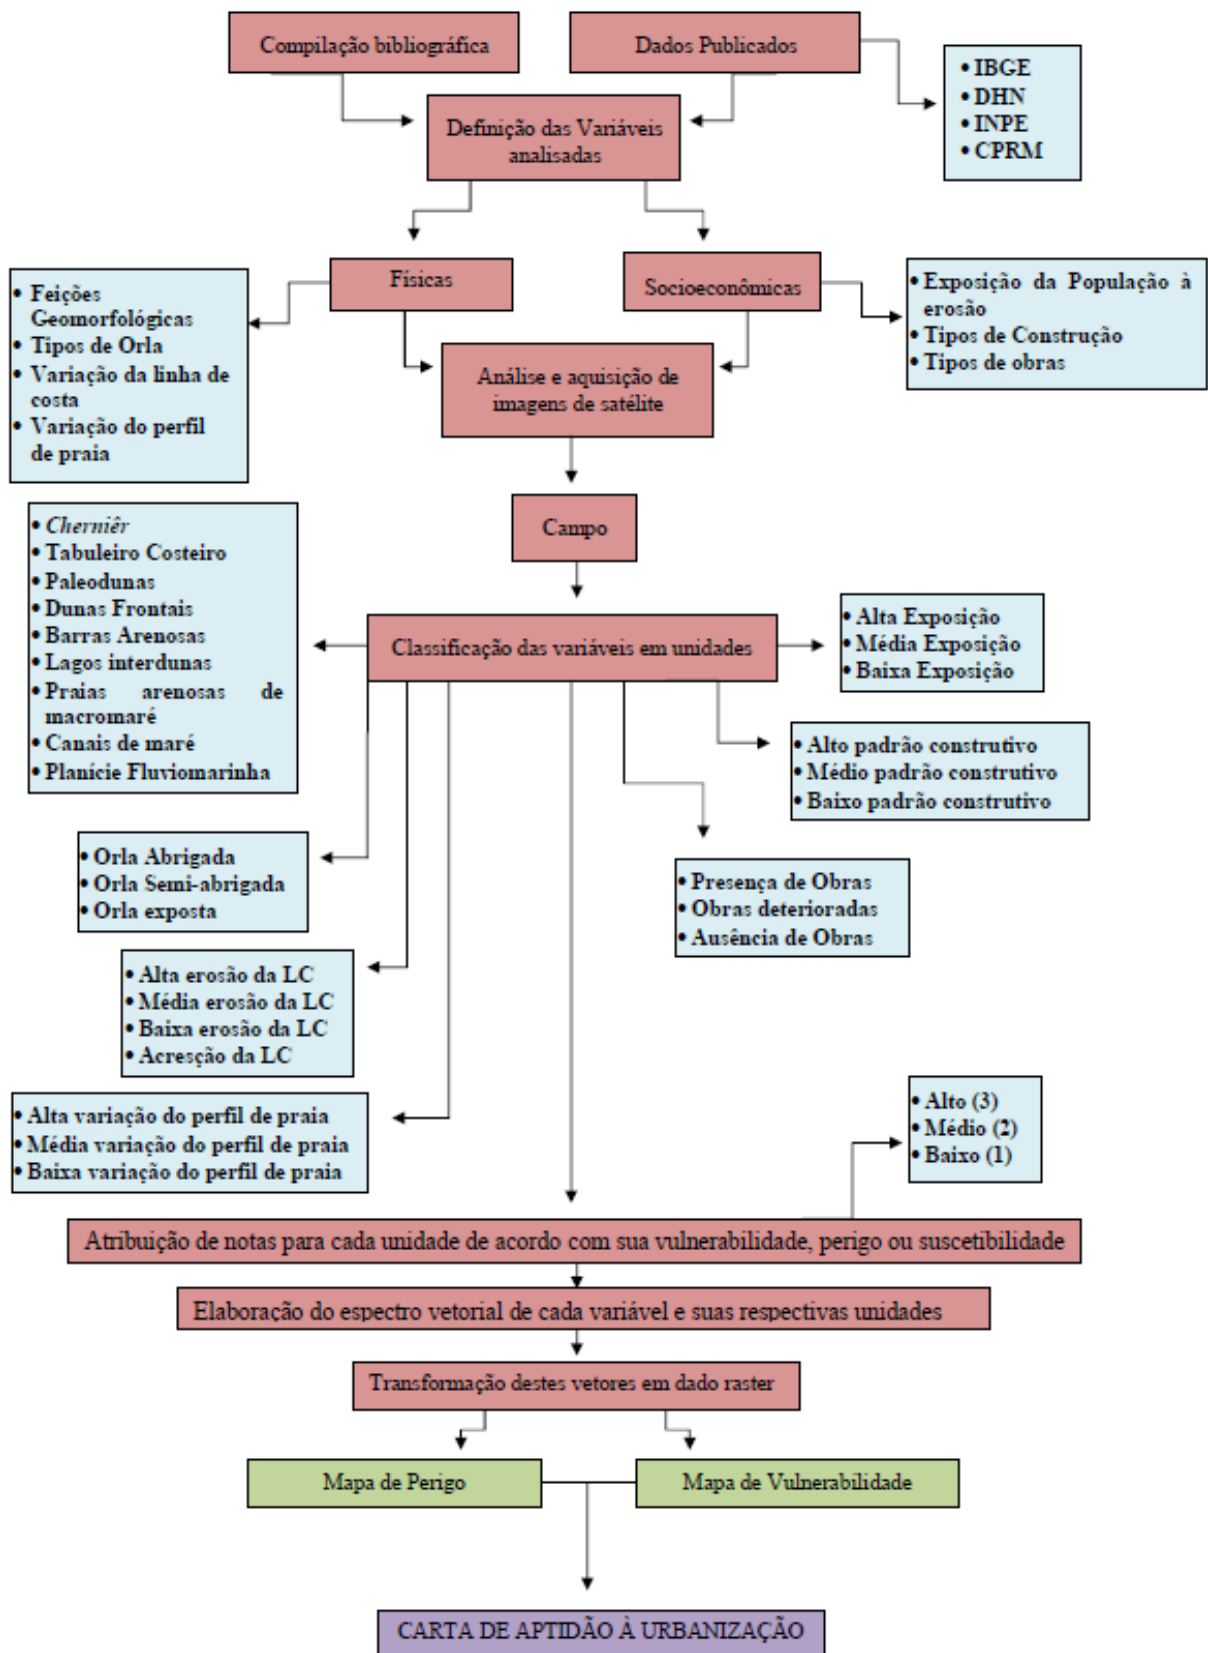 Compilação bibliográfica
Dados Publicados
• IBGE
• DHN
• INPE
• CPRM
Definição das Variáveis
analisadas
Físicas
Socioeconômicas
• Feições
Geomorfológicas
• Tipos de Orla
• Variação da linha de
costa
• Variação do perfil
de praia
• Exposição da População à
erosão
• Tipos de Construção
• Tipos de obras
Análise e aquisição de
imagens de satélite
Campo
• Cherniêr
• Tabuleiro Costeiro
• Paleodunas
• Dunas Frontais
• Barras Arenosas
• Lagos interdunas
• Praias arenosas de
macromaré
• Canais de maré
• Planície Fluviomarinha
Classificação das variáveis em unidades
• Alta Exposição
• Média Exposição
• Baixa Exposição
• Alto padrão construtivo
• Médio padrão construtivo
• Baixo padrão construtivo
• Orla Abrigada
• Orla Semi-abrigada
• Orla exposta
• Presença de Obras
• Obras deterioradas
• Ausência de Obras
• Alta erosão da LC
• Média erosão da LC
• Baixa erosão da LC
• Acresção da LC
• Alta variação do perfil de praia
• Média variação do perfil de praia
• Baixa variação do perfil de praia
• Alto (3)
• Médio (2)
• Baixo (1)
Atribuição de notas para cada unidade de acordo com sua vulnerabilidade, perigo ou suscetibilidade
Elaboração do espectro vetorial de cada variável e suas respectivas unidades
Transformação destes vetores em dado raster
Mapa de Perigo
Mapa de Vulnerabilidade
CARTA DE APTIDÃO À URBANIZAÇÃO